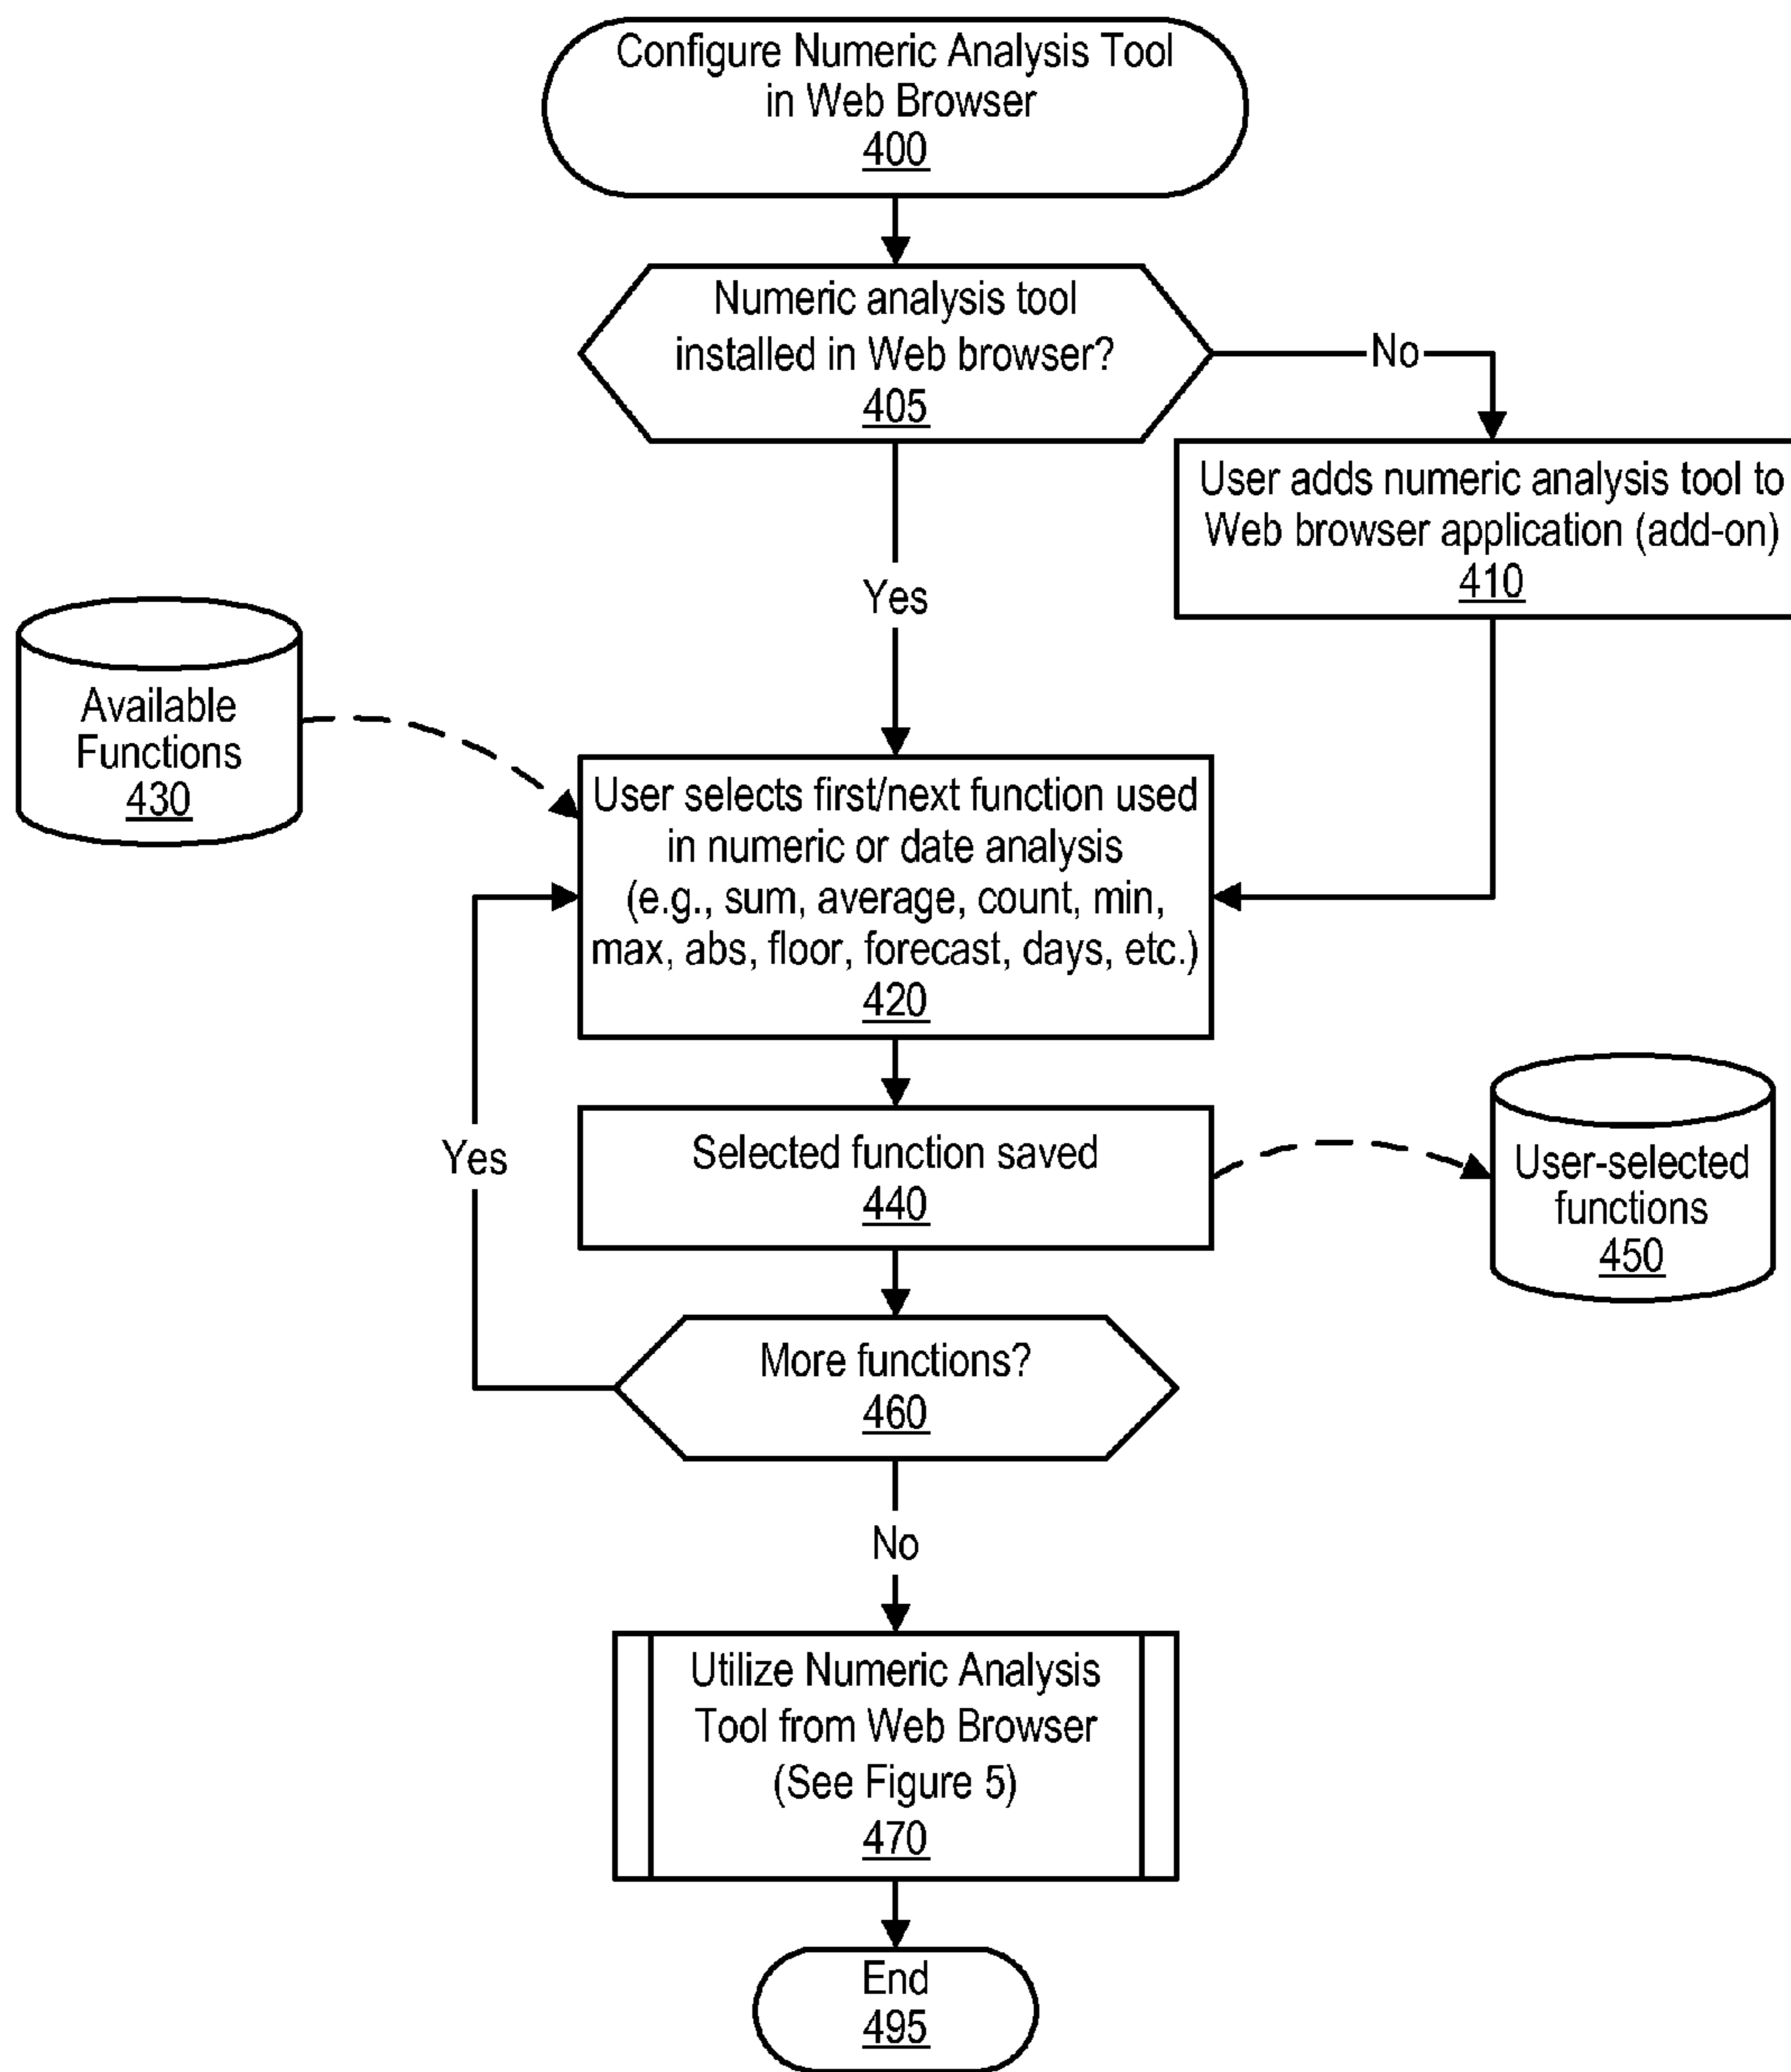 Configure Numeric Analysis Tool
in Web Browser
400
Numeric analysis tool
installed in Web browser?
405
No
User adds numeric analysis tool to
Web browser application (add-on)
410
Yes
Available
Functions
430
User selects first/next function used
in numeric or date analysis
(e.g., sum, average, count, min,
max, abs, floor, forecast, days, etc.)
420
Selected function saved
440
User-selected
functions
450
Yes
More functions?
460
No
Utilize Numeric Analysis
Tool from Web Browser
(See Figure 5)
470
End
495